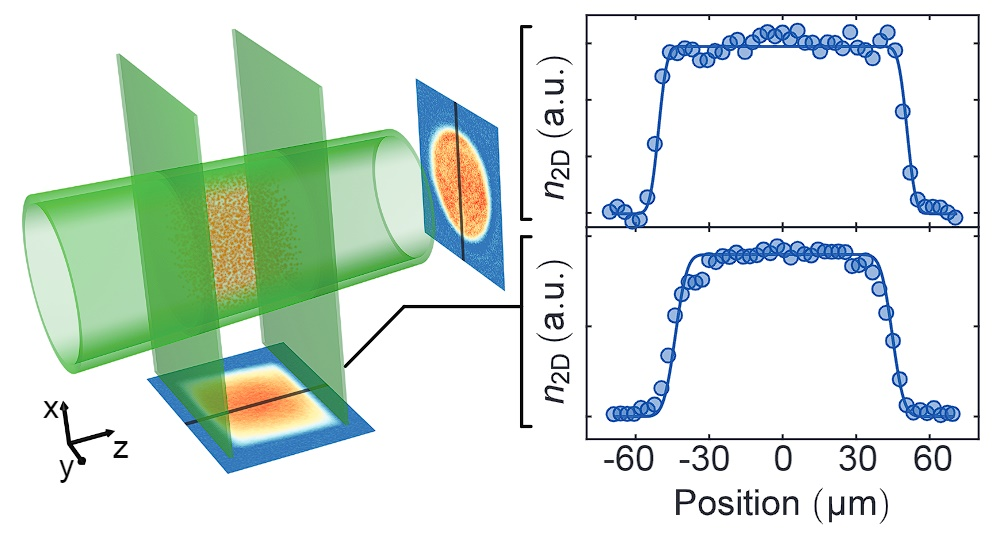 n2D (a.u.)
n2D (a.u.)
x
y
z
-60 -30 0 30 60
Position (μm)